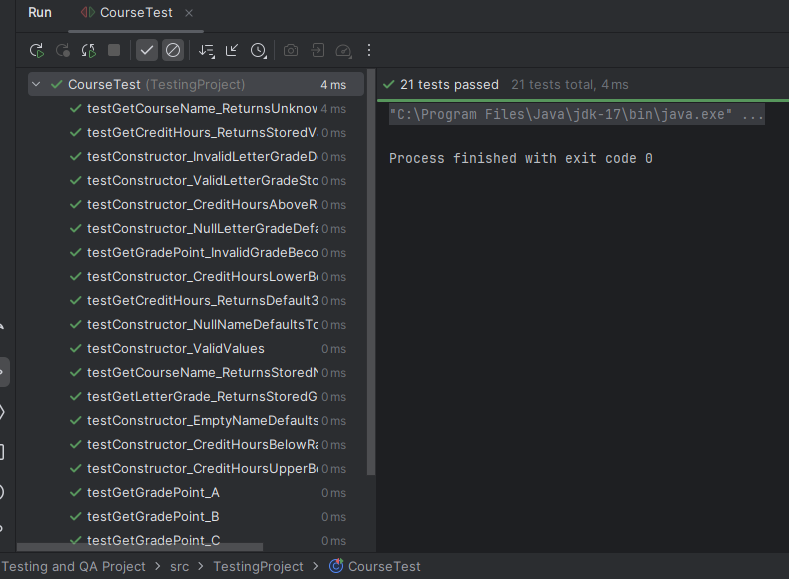 Run CourseTest
CourseTest (TestingProject) 4 ms
testGetCourseName_ReturnsUnknow 4 ms
testGetCreditHours_ReturnsStoredV 0 ms
testConstructor_InvalidLetterGradeD 0 ms
testConstructor_ValidLetterGradeSto 0 ms
testConstructor_CreditHoursAboveR 0 ms
testConstructor_NullLetterGradeDefa 0 ms
testGetGradePoint_InvalidGradeBeco 0 ms
testConstructor_CreditHoursLowerBo 0 ms
testGetCreditHours_ReturnsDefault3 0 ms
testConstructor_NullNameDefaultsTo 0 ms
testConstructor_ValidValues 0 ms
testGetCourseName_ReturnsStoredN 0 ms
testGetLetterGrade_ReturnsStoredG 0 ms
testConstructor_EmptyNameDefaults 0 ms
testConstructor_CreditHoursBelowRa 0 ms
testConstructor_CreditHoursUpperBo 0 ms
testGetGradePoint_A 0 ms
testGetGradePoint_B 0 ms
testGetGradePoint_C 0 ms
21 tests passed 21 tests total, 4 ms
"C:\Program Files\Java\jdk-17\bin\java.exe" ...
Process finished with exit code 0
Testing and QA Project > src > TestingProject > CourseTest